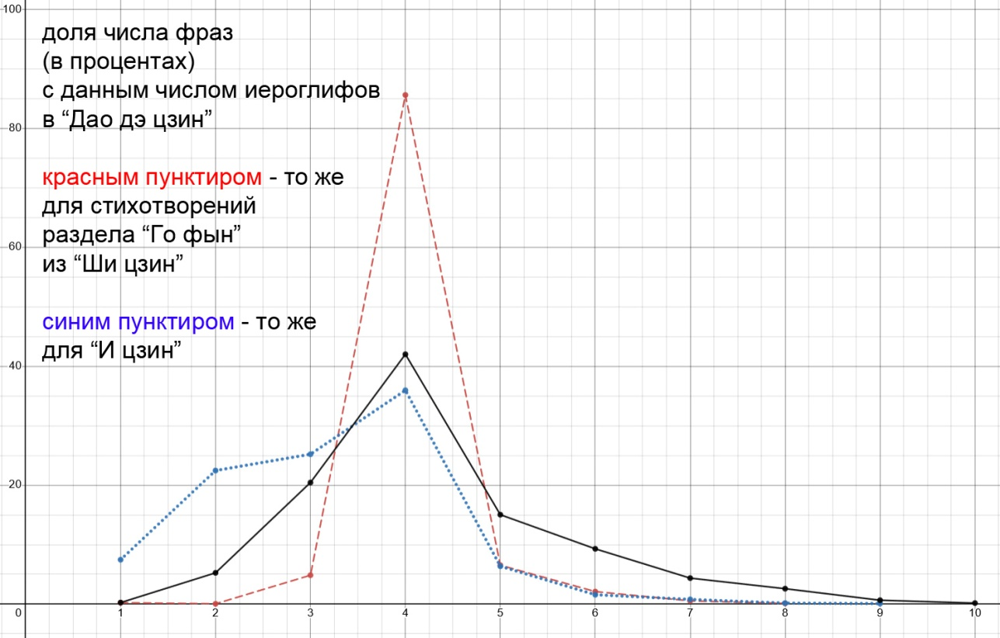 100
доля числа фраз
(в процентах)
с данным числом иероглифов
в “Дао дэ цзин”
80
красным пунктиром - то же
для стихотворений
раздела “Го фын”
60
из “Ши цзин”
синим пунктиром - то же
для “И цзин”
40
20
0 1 2 3 4 5 6 7 8 9 10